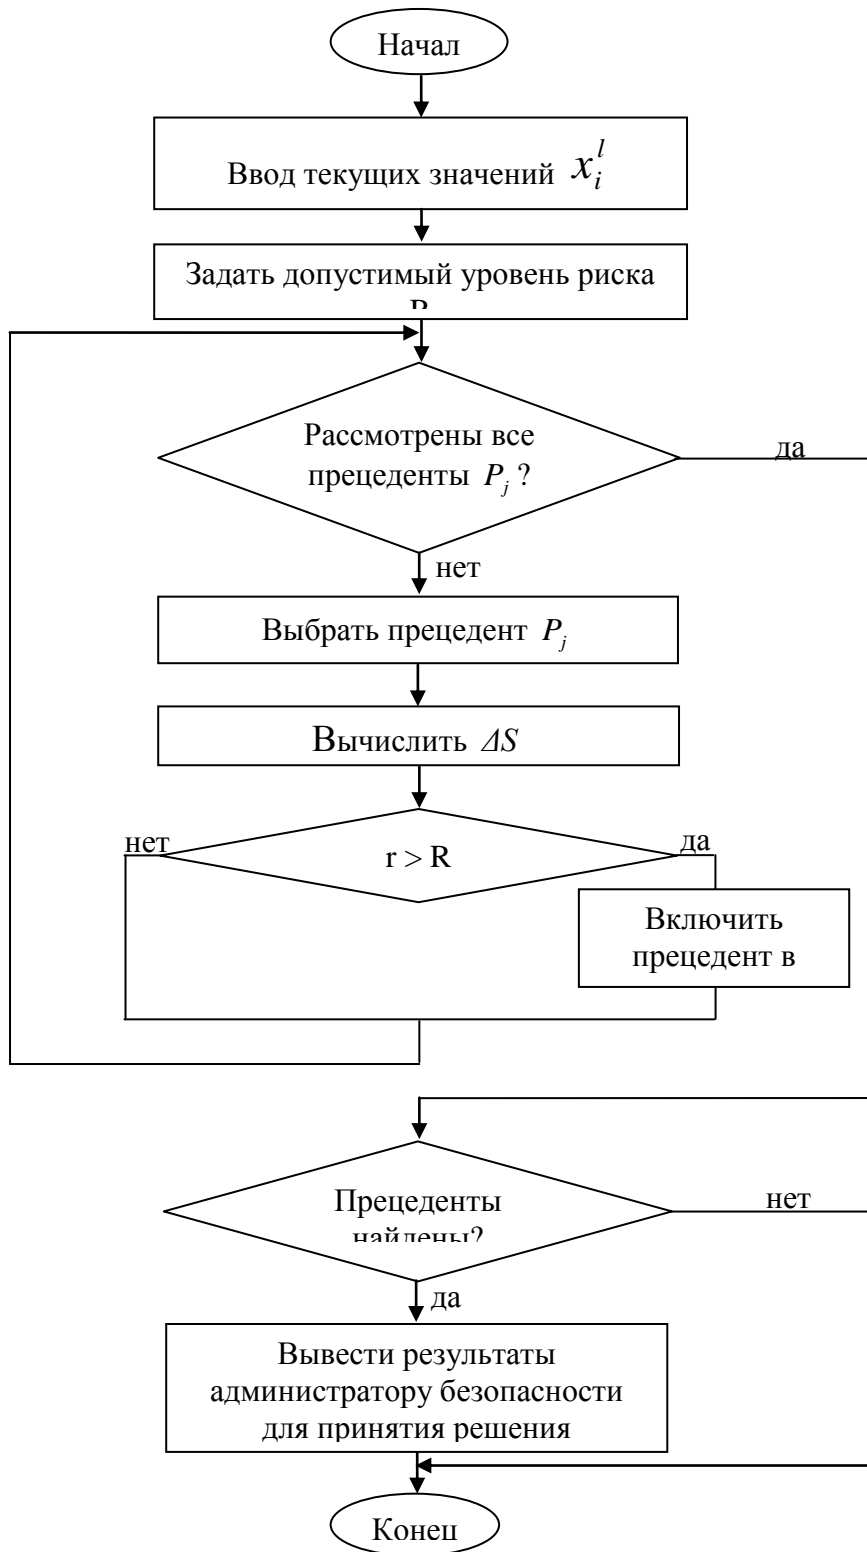 Начал
Ввод текущих значений x_i^l
Задать допустимый уровень риска
Рассмотрены все
прецеденты P_j ?
да
нет
Выбрать прецедент P_j
Вычислить ΔS
нет
r > R
да
Включить
прецедент в
Прецеденты
найдены?
нет
да
Вывести результаты
администратору безопасности
для принятия решения
Конец